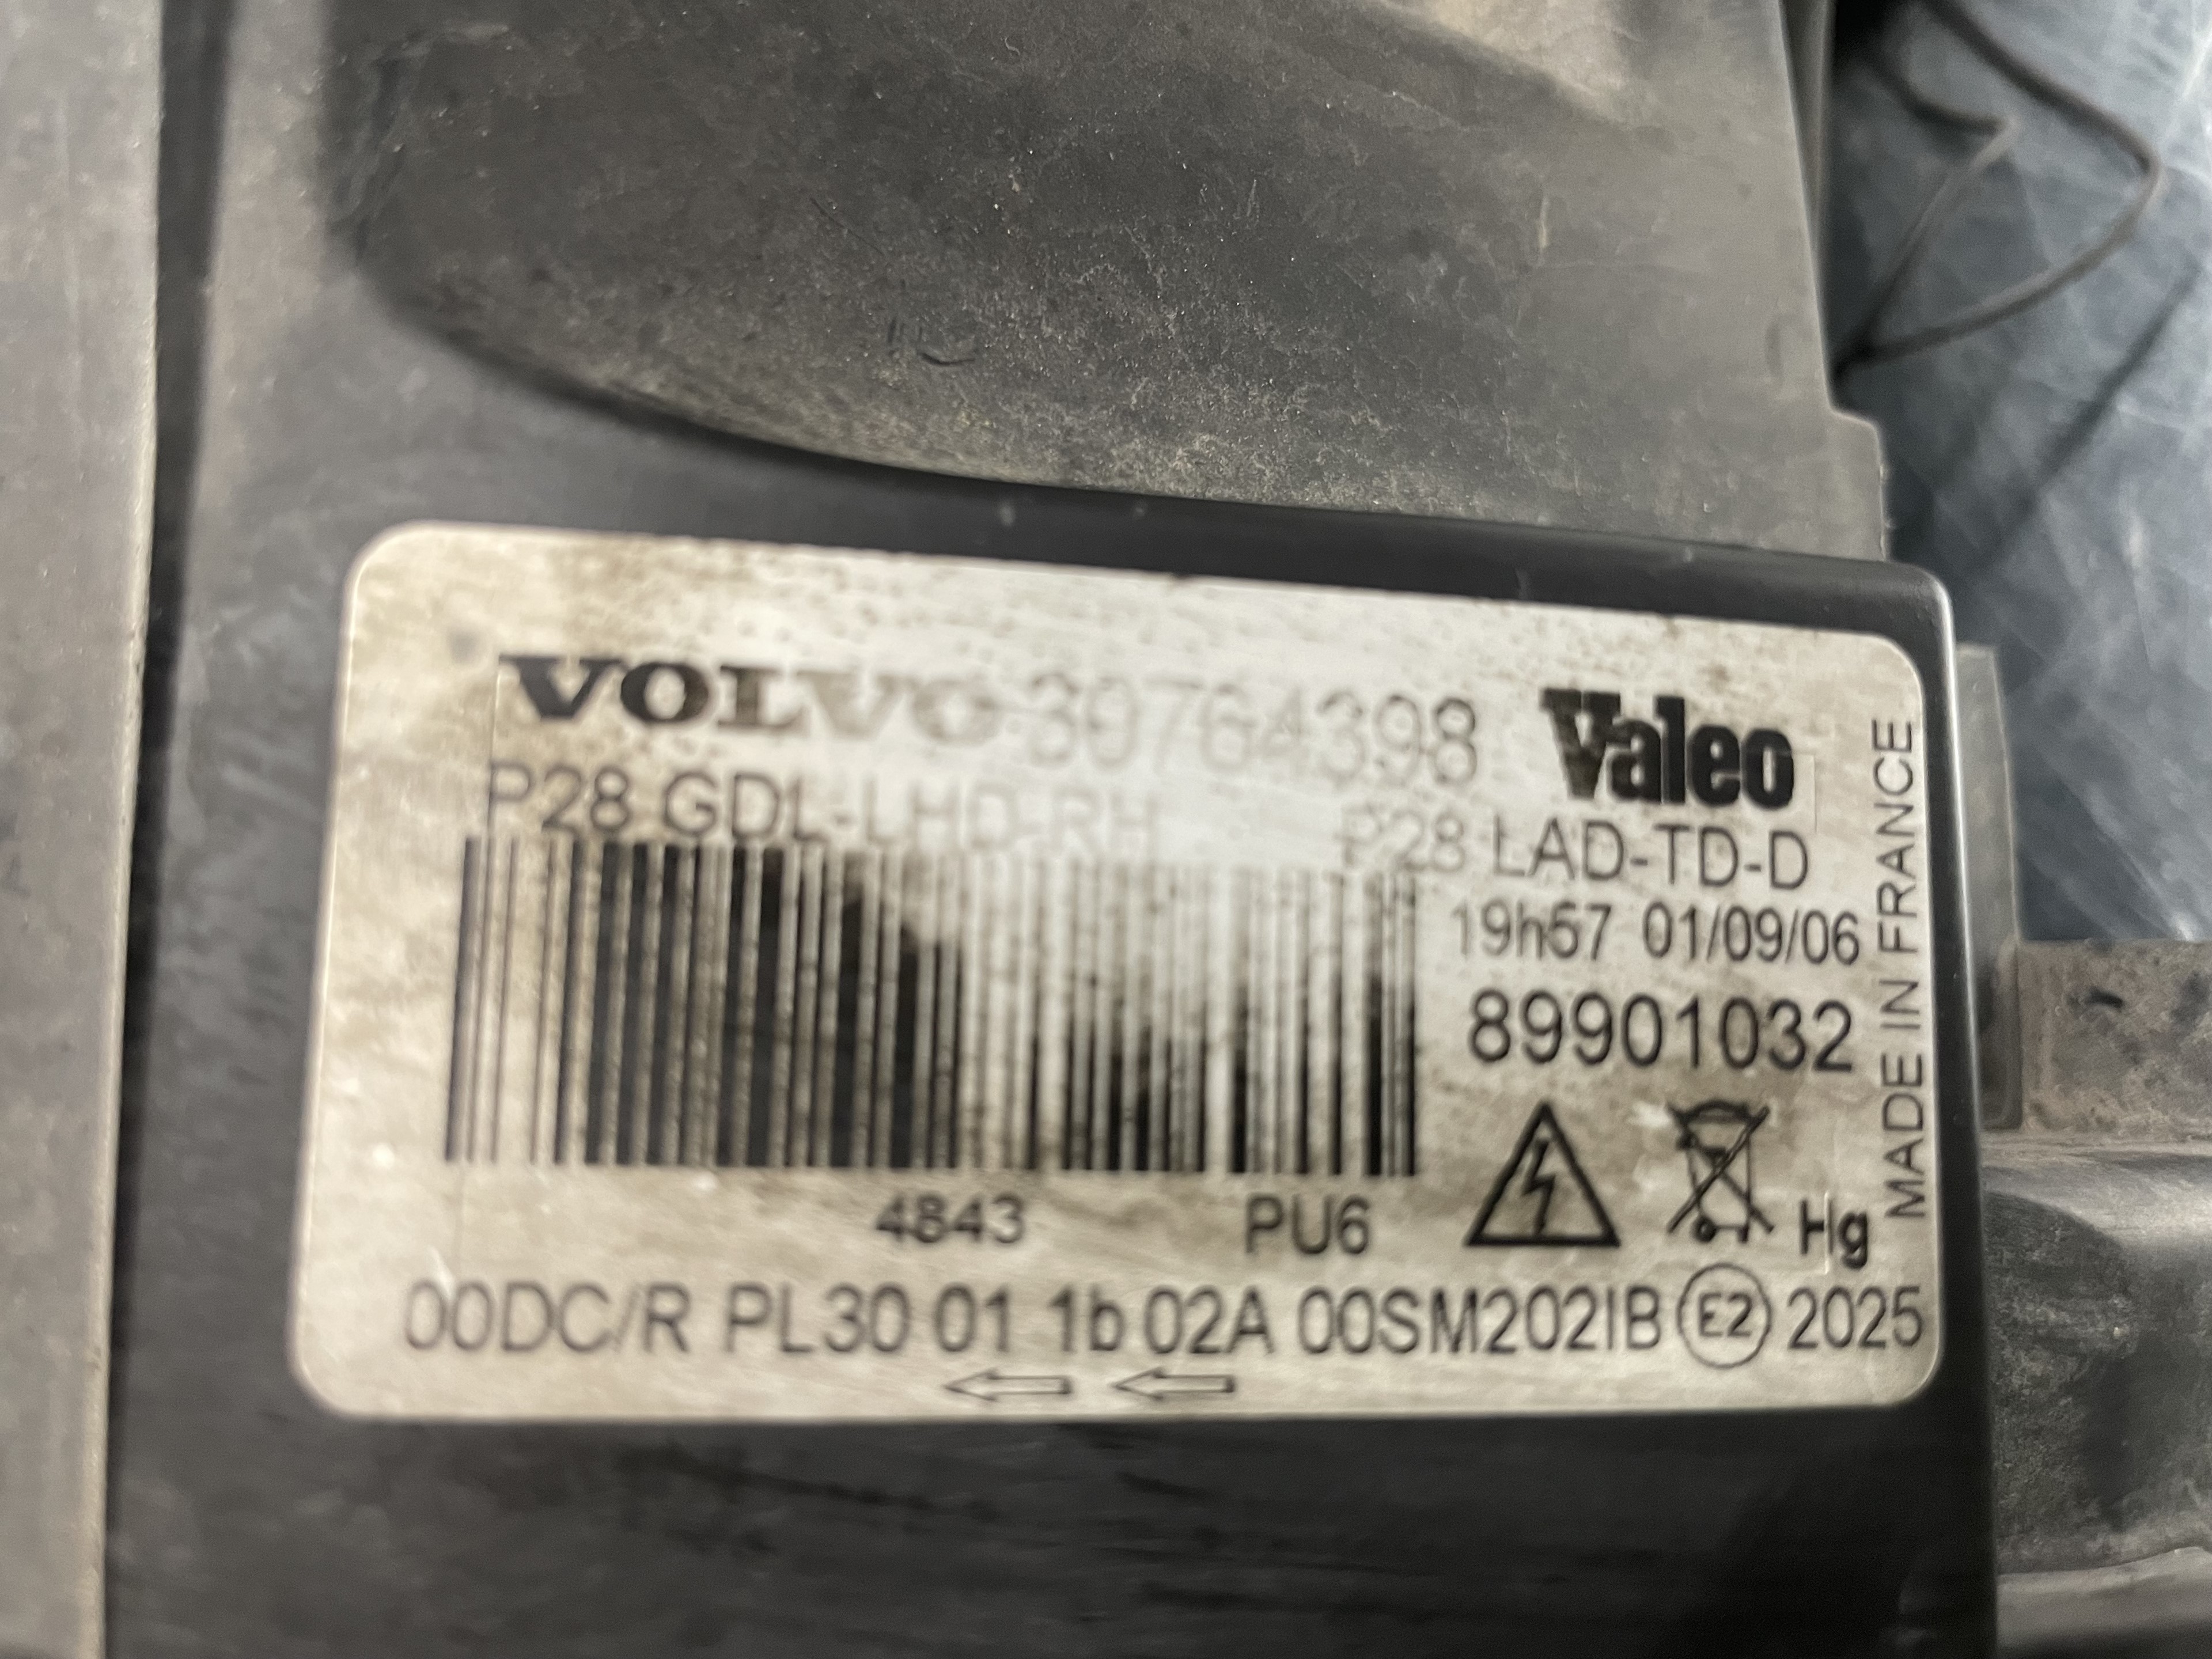 VOLVO 30764398 Valeo
P28 GDL-LHD-RH P28 LAD-TD-D
19h57 01/09/06
89901032
MADE IN FRANCE
4843 PU6 Hg
00DC/R PL30 01 1b 02A 00SM202IB E2 2025